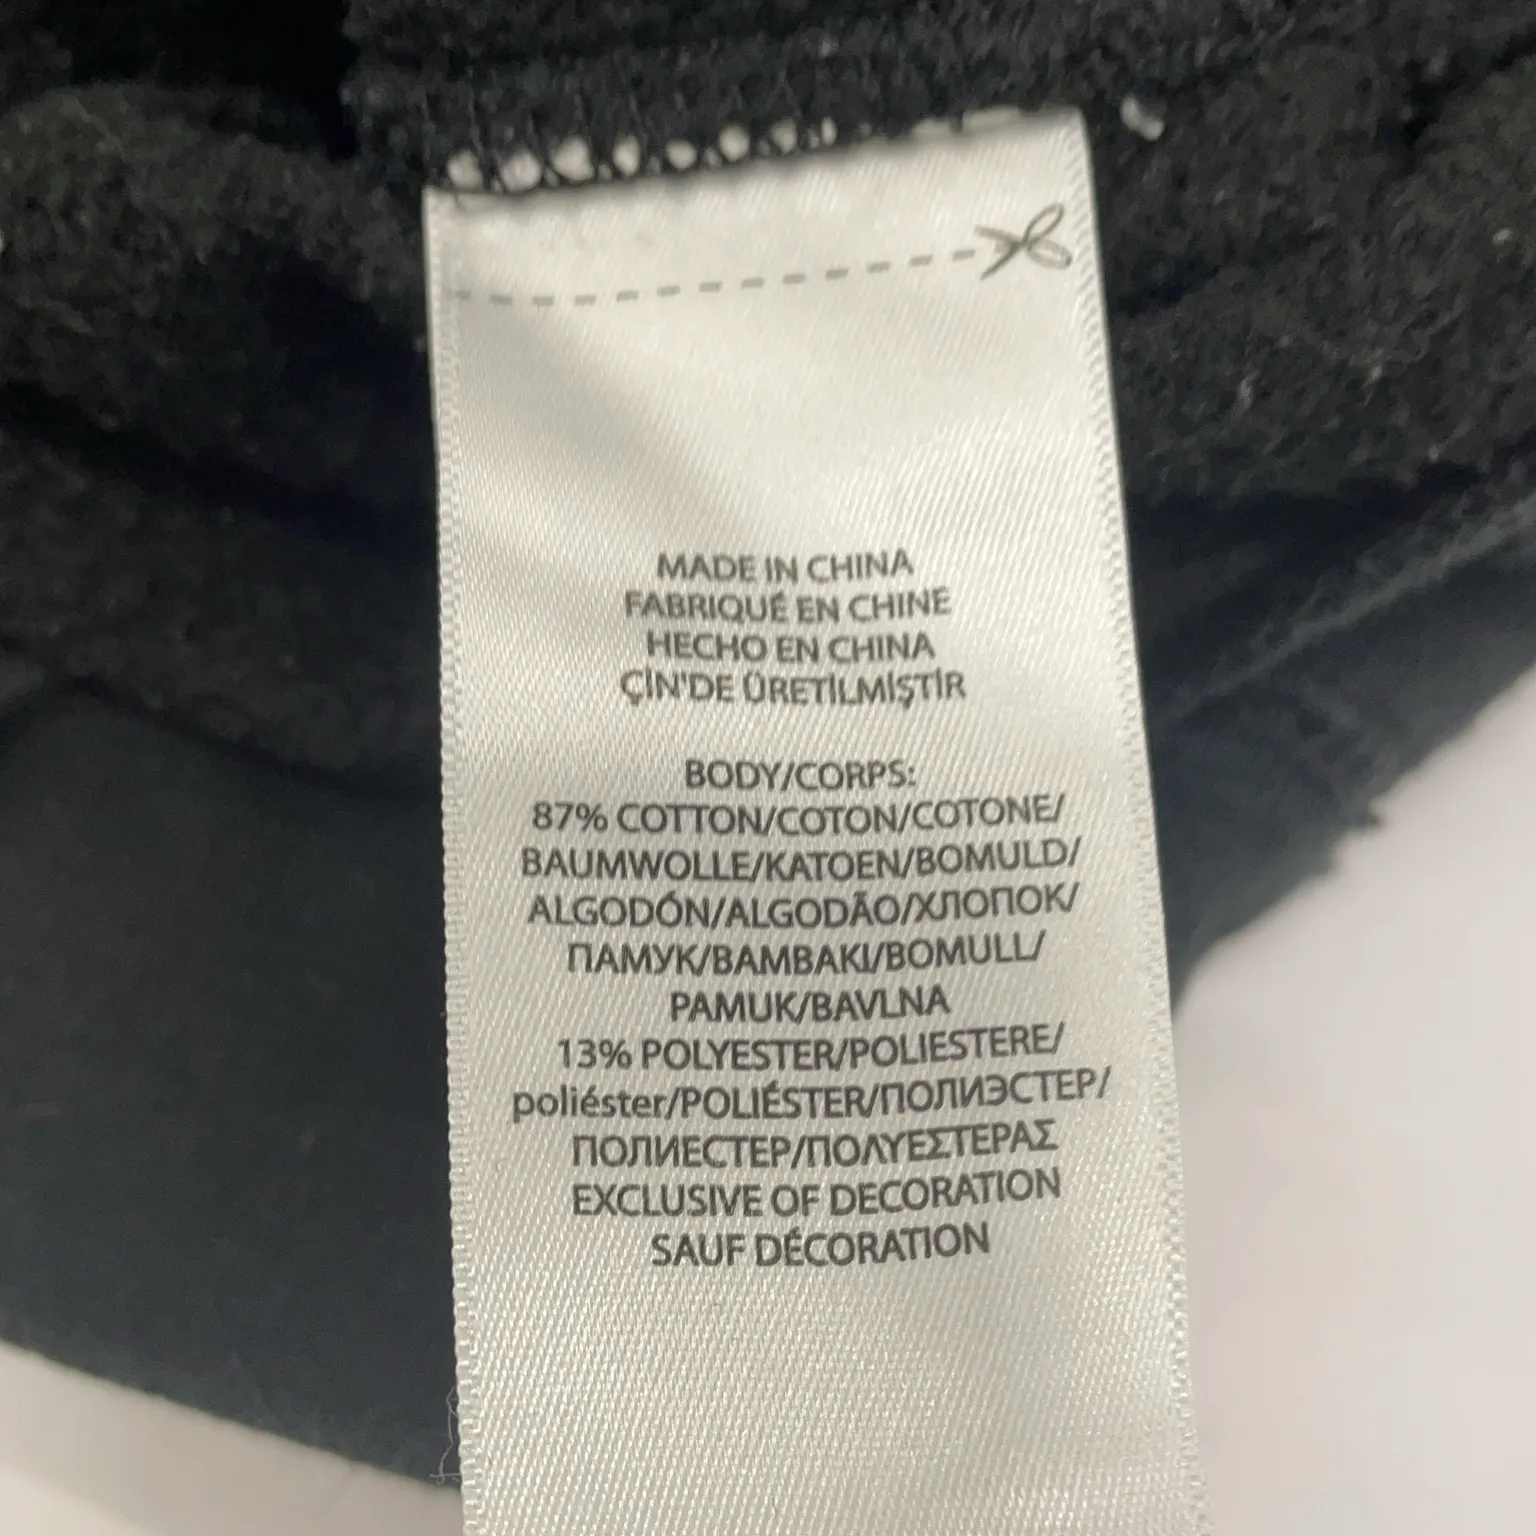 MADE IN CHINA
FABRIQUÉ EN CHINE
HECHO EN CHINA
ÇİN'DE ÜRETİLMİŞTİR
BODY/CORPS:
87% COTTON/COTON/COTONE/
BAUMWOLLE/KATOEN/BOMULD/
ALGODÓN/ALGODÃO/ХЛОПОК/
ПАМУК/BAMBAKI/BOMULL/
PAMUK/BAVLNA
13% POLYESTER/POLIESTERE/
poliéster/POLIÉSTER/ПОЛИЭСТЕР/
ПОЛИЕСТЕР/ΠΟΛΥΕΣΤΕΡΑΣ
EXCLUSIVE OF DECORATION
SAUF DÉCORATION